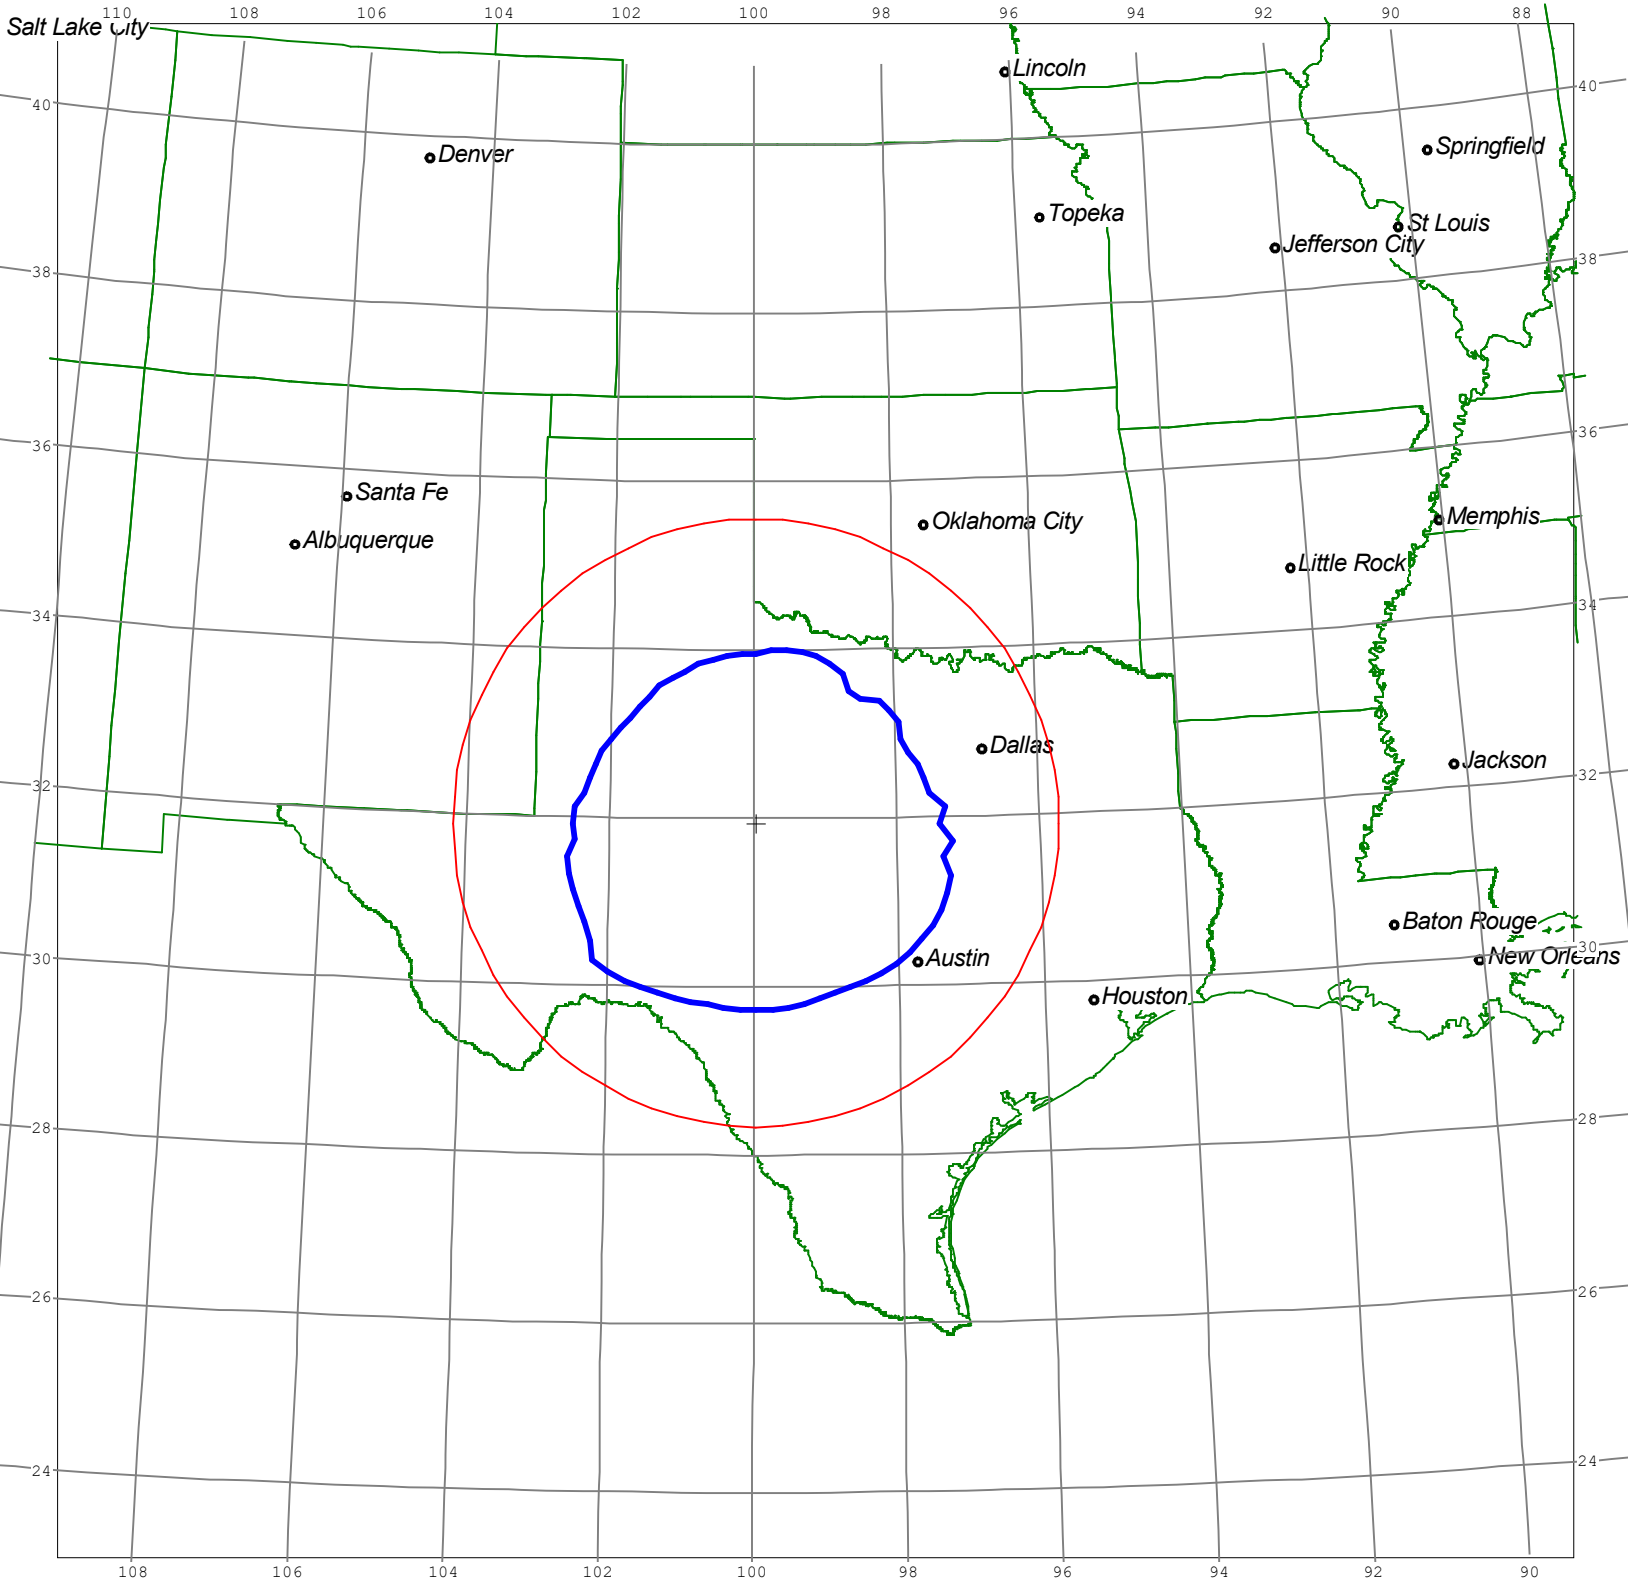 110 108 106 104 102 100 98 96 94 92 90 88
Salt Lake City
Lincoln
40 40
Springfield
Denver
Topeka
St Louis
Jefferson City
38 38
36 36
Santa Fe
Memphis
Oklahoma City
Albuquerque
Little Rock
34 34
Dallas
Jackson
32 32
Baton Rouge
30 30
New Orleans
Austin
Houston
28 28
26 26
24 24
108 106 104 102 100 98 96 94 92 90